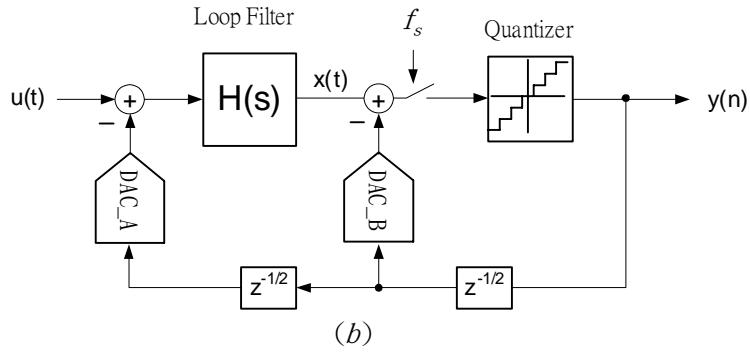 Loop Filter
f_s
Quantizer
u(t)
+
−
H(s)
x(t)
+
−
y(n)
DAC_A
DAC_B
z^{-1/2}
z^{-1/2}
(b)